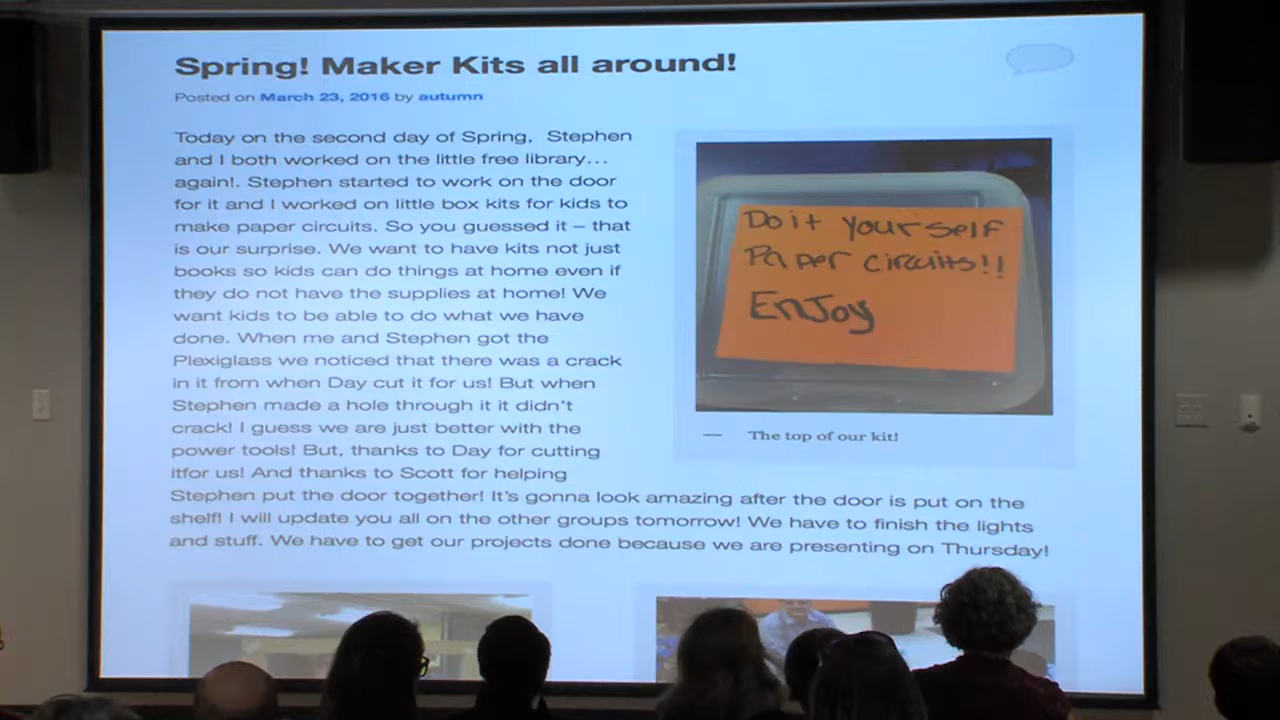 Spring! Maker Kits all around!
Posted on March 23, 2016 by autumn
Today on the second day of Spring, Stephen
and I both worked on the little free library...
again!. Stephen started to work on the door
for it and I worked on little box kits for kids to
make paper circuits. So you guessed it – that
is our surprise. We want to have kits not just
books so kids can do things at home even if
they do not have the supplies at home! We
want kids to be able to do what we have
done. When me and Stephen got the
Plexiglass we noticed that there was a crack
in it from when Day cut it for us! But when
Stephen made a hole through it it didn't
crack! I guess we are just better with the
power tools! But, thanks to Day for cutting
itfor us! And thanks to Scott for helping
Stephen put the door together! It's gonna look amazing after the door is put on the
shelf! I will update you all on the other groups tomorrow! We have to finish the lights
and stuff. We have to get our projects done because we are presenting on Thursday!
Do it yourself
Paper circuits!!
EnJoy
— The top of our kit!